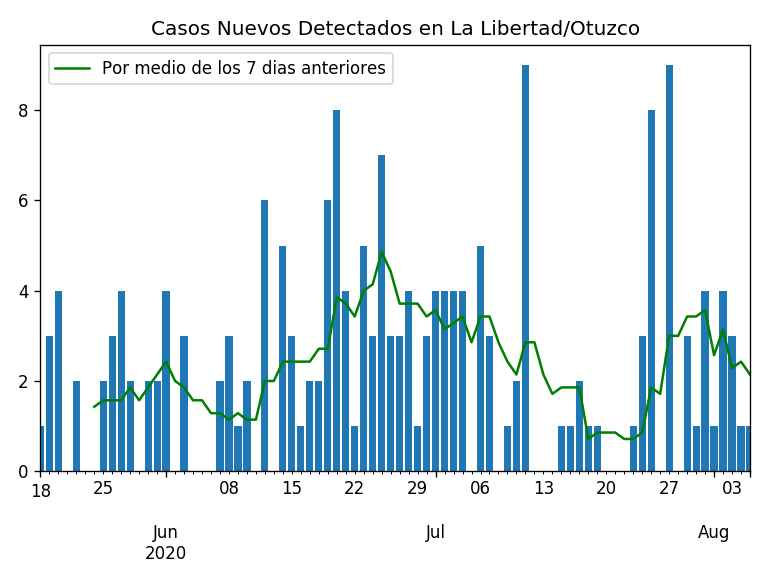 Casos Nuevos Detectados en La Libertad/Otuzco
Por medio de los 7 dias anteriores
8
6
4
2
0
18 25 08 15 22 29 06 13 20 27 03
Jun Jul Aug
2020